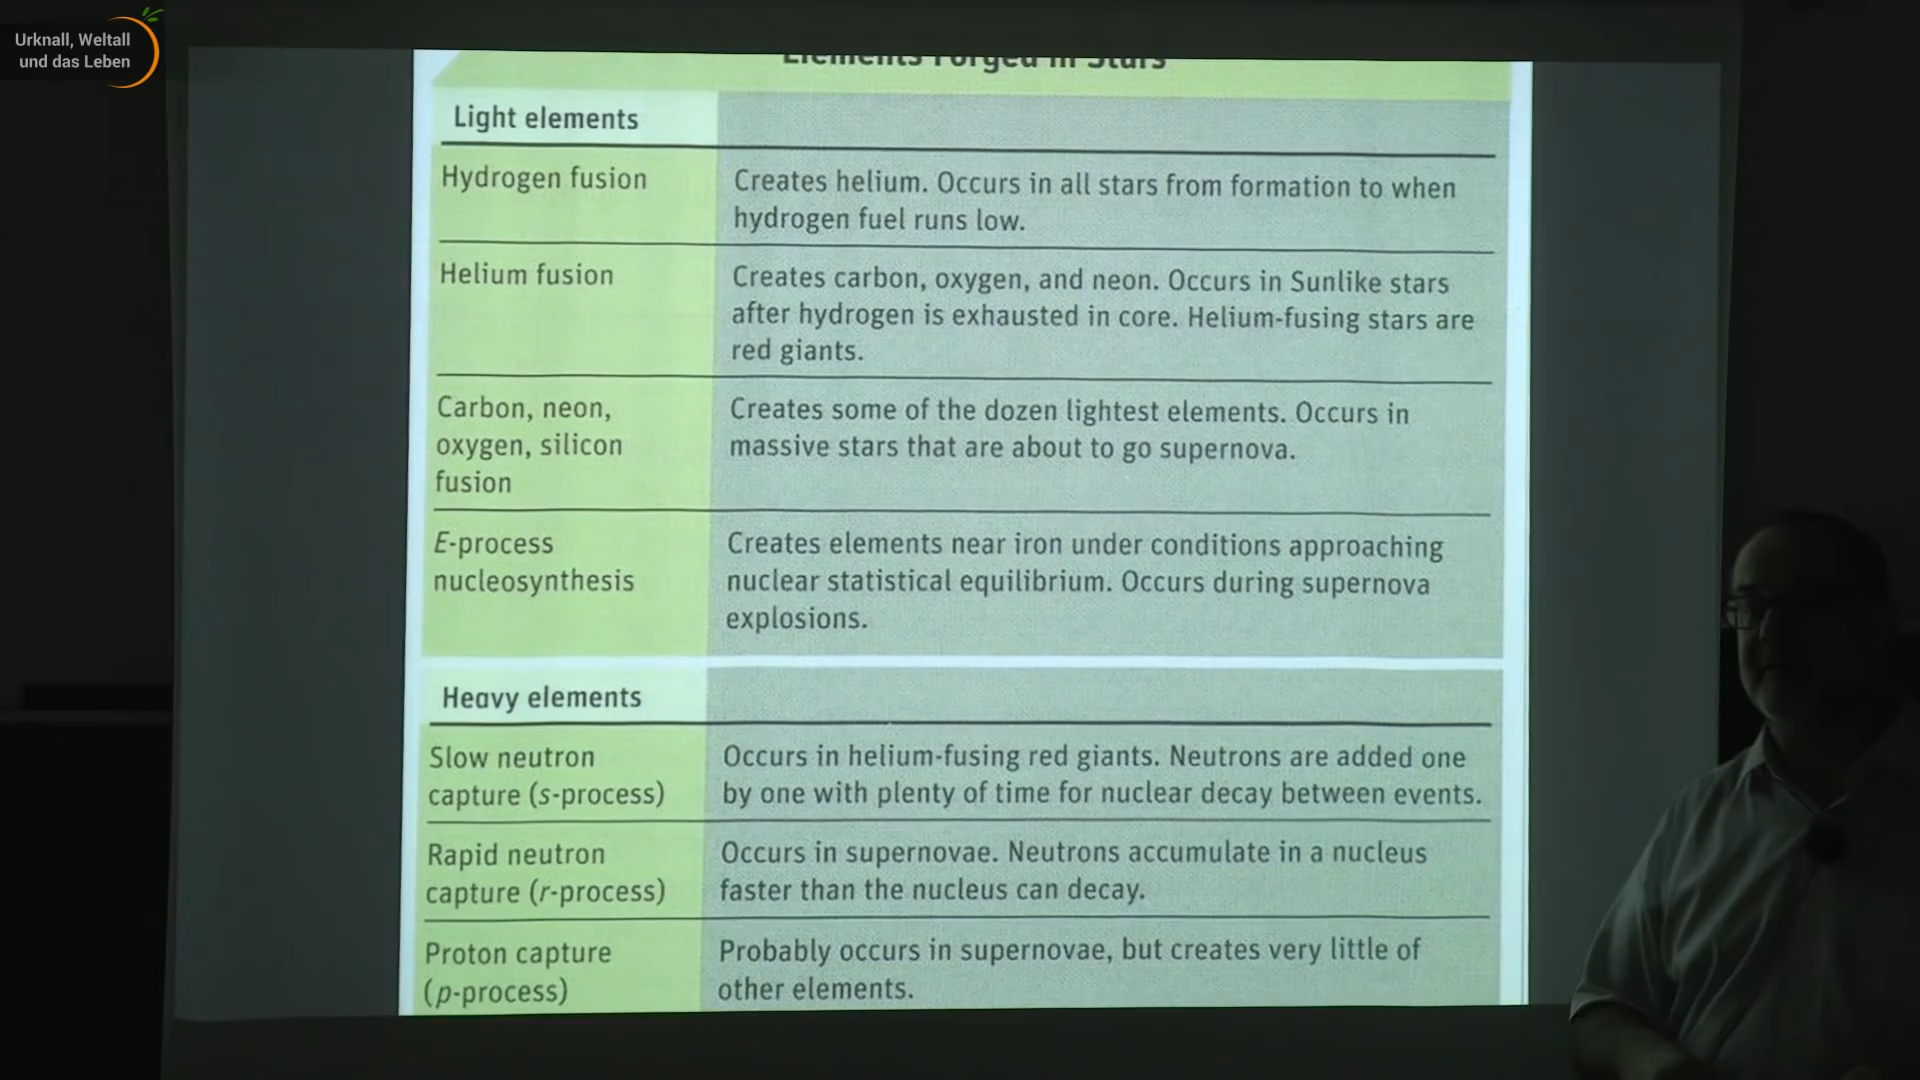 Urknall, Weltall
und das Leben
Elements Forged in Stars
Light elements
Hydrogen fusion
Creates helium. Occurs in all stars from formation to when
hydrogen fuel runs low.
Helium fusion
Creates carbon, oxygen, and neon. Occurs in Sunlike stars
after hydrogen is exhausted in core. Helium-fusing stars are
red giants.
Carbon, neon,
oxygen, silicon
fusion
Creates some of the dozen lightest elements. Occurs in
massive stars that are about to go supernova.
E-process
nucleosynthesis
Creates elements near iron under conditions approaching
nuclear statistical equilibrium. Occurs during supernova
explosions.
Heavy elements
Slow neutron
capture (s-process)
Occurs in helium-fusing red giants. Neutrons are added one
by one with plenty of time for nuclear decay between events.
Rapid neutron
capture (r-process)
Occurs in supernovae. Neutrons accumulate in a nucleus
faster than the nucleus can decay.
Proton capture
(p-process)
Probably occurs in supernovae, but creates very little of
other elements.